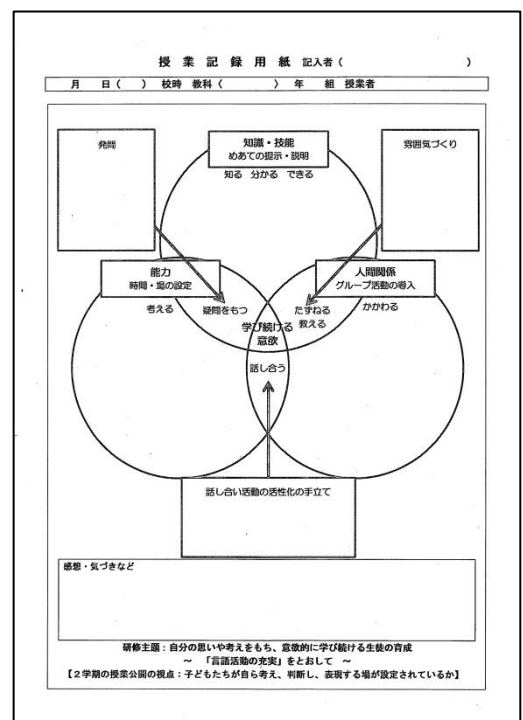 授 業 記 録 用 紙 記入者（ ）
月 日（ ） 校時 教科（ ） 年 組 授業者
発問
知識・技能
めあての提示・説明
雰囲気づくり
知る 分かる できる
能力
時間・場の設定
人間関係
グループ活動の導入
考える
疑問をもつ
たずねる
教える
かかわる
学び続ける
意欲
話し合う
話し合い活動の活性化の手立て
感想・気づきなど
研修主題：自分の思いや考えをもち、意欲的に学び続ける生徒の育成
～ 「言語活動の充実」をとおして ～
【２学期の授業公開の視点：子どもたちが自ら考え、判断し、表現する場が設定されているか】